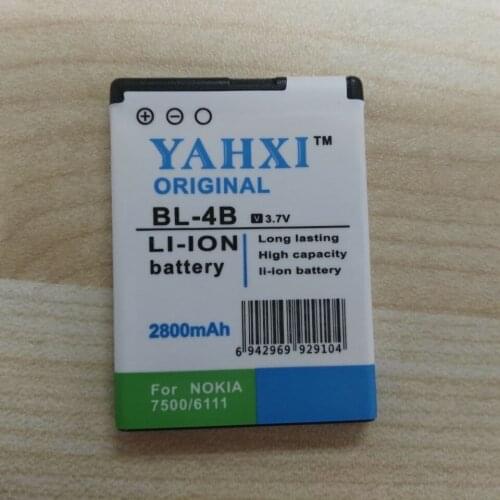 YAHXI™
ORIGINAL
BL-4B V 3.7V
LI-ION
battery
Long lasting
High capacity
li-ion battery
2800mAh
6 942969 929104
For NOKIA
7500/6111